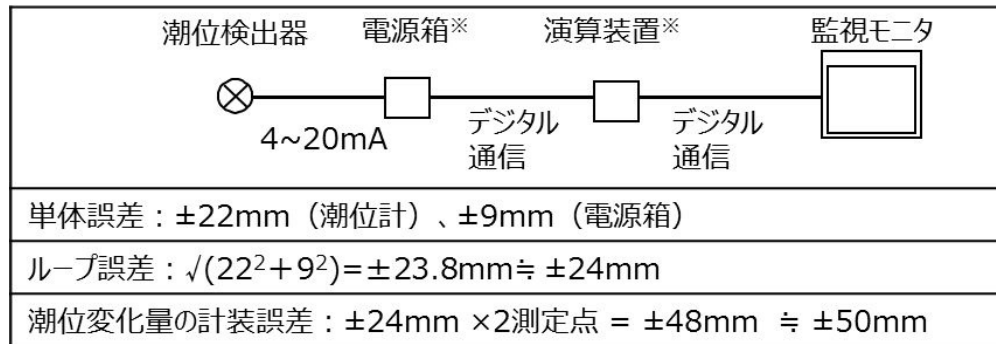 潮位検出器 電源箱※ 演算装置※ 監視モニタ
4~20mA
デジタル
通信
デジタル
通信
単体誤差：±22mm（潮位計）、±9mm（電源箱）
ループ誤差：√(22²+9²)=±23.8mm≒ ±24mm
潮位変化量の計装誤差：±24mm ×2測定点 = ±48mm ≒ ±50mm